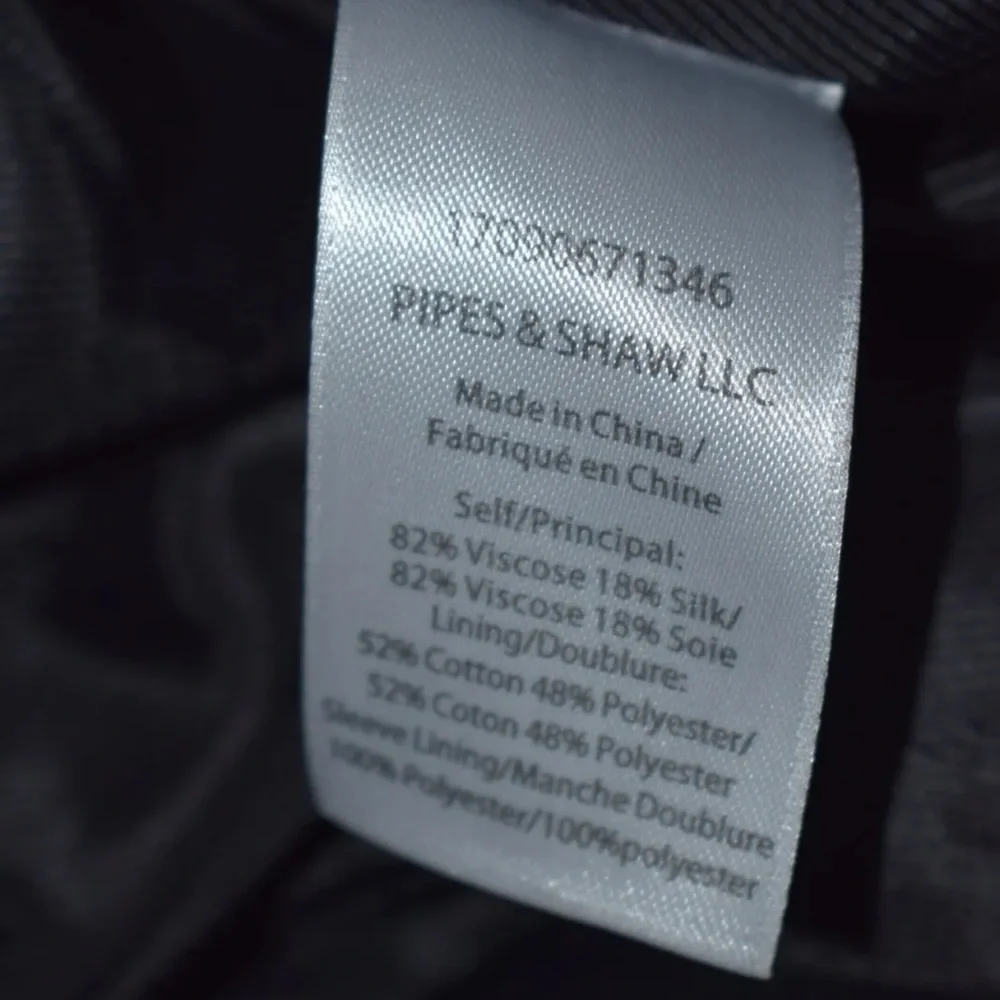 17090671346
PIPES & SHAW LLC
Made in China /
Fabriqué en Chine
Self/Principal:
82% Viscose 18% Silk/
82% Viscose 18% Soie
Lining/Doublure:
52% Cotton 48% Polyester/
52% Coton 48% Polyester
Sleeve Lining/Manche Doublure
100% Polyester/100%polyester